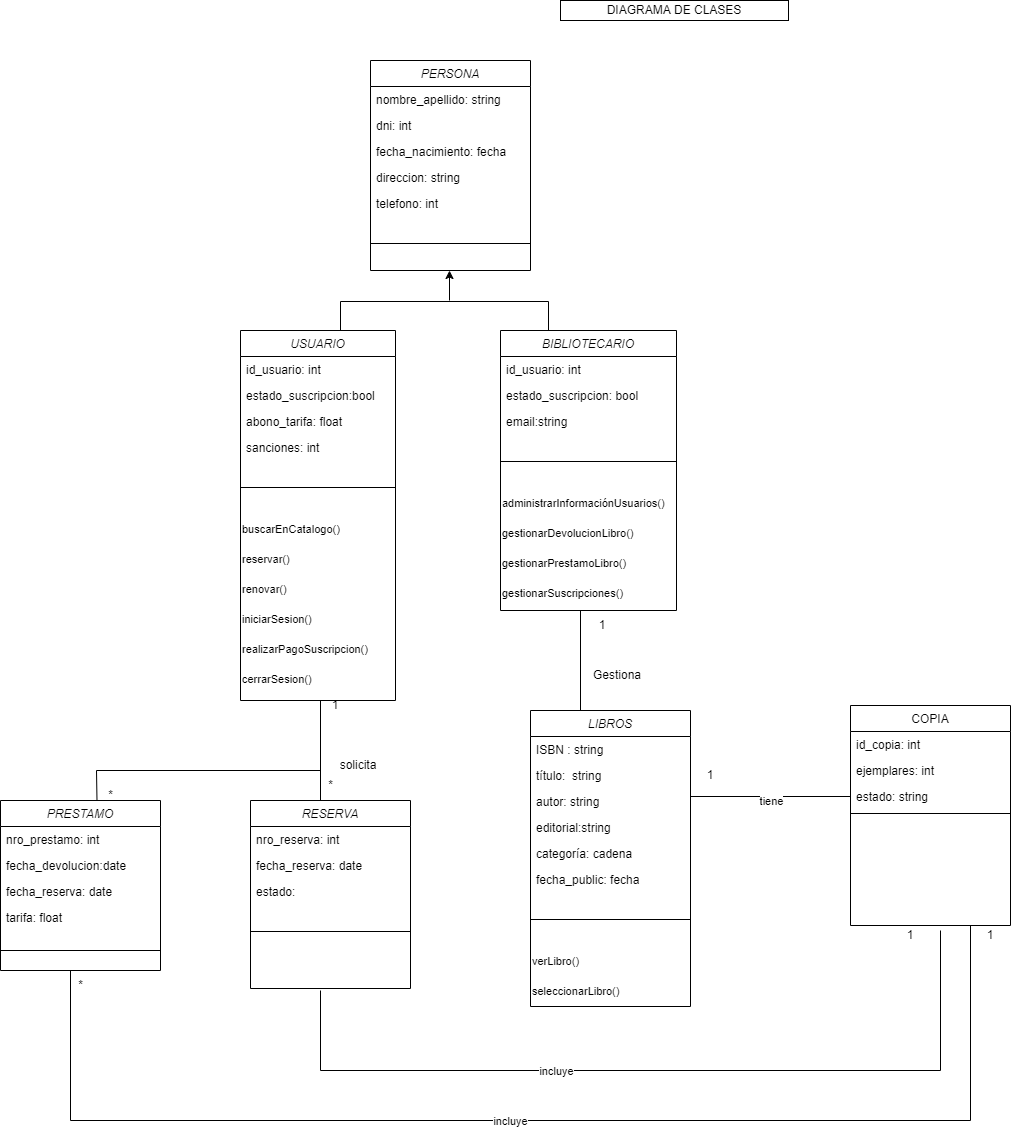 DIAGRAMA DE CLASES
PERSONA
nombre_apellido: string
dni: int
fecha_nacimiento: fecha
direccion: string
telefono: int
USUARIO
id_usuario: int
estado_suscripcion:bool
abono_tarifa: float
sanciones: int
buscarEnCatalogo()
reservar()
renovar()
iniciarSesion()
realizarPagoSuscripcion()
cerrarSesion()
BIBLIOTECARIO
id_usuario: int
estado_suscripcion: bool
email:string
administrarInformaciónUsuarios()
gestionarDevolucionLibro()
gestionarPrestamoLibro()
gestionarSuscripciones()
1
Gestiona
1
solicita
*
*
PRESTAMO
nro_prestamo: int
fecha_devolucion:date
fecha_reserva: date
tarifa: float
*
RESERVA
nro_reserva: int
fecha_reserva: date
estado:
LIBROS
ISBN : string
título:  string
autor: string
editorial:string
categoría: cadena
fecha_public: fecha
verLibro()
seleccionarLibro()
1
tiene
COPIA
id_copia: int
ejemplares: int
estado: string
1
1
incluye
incluye